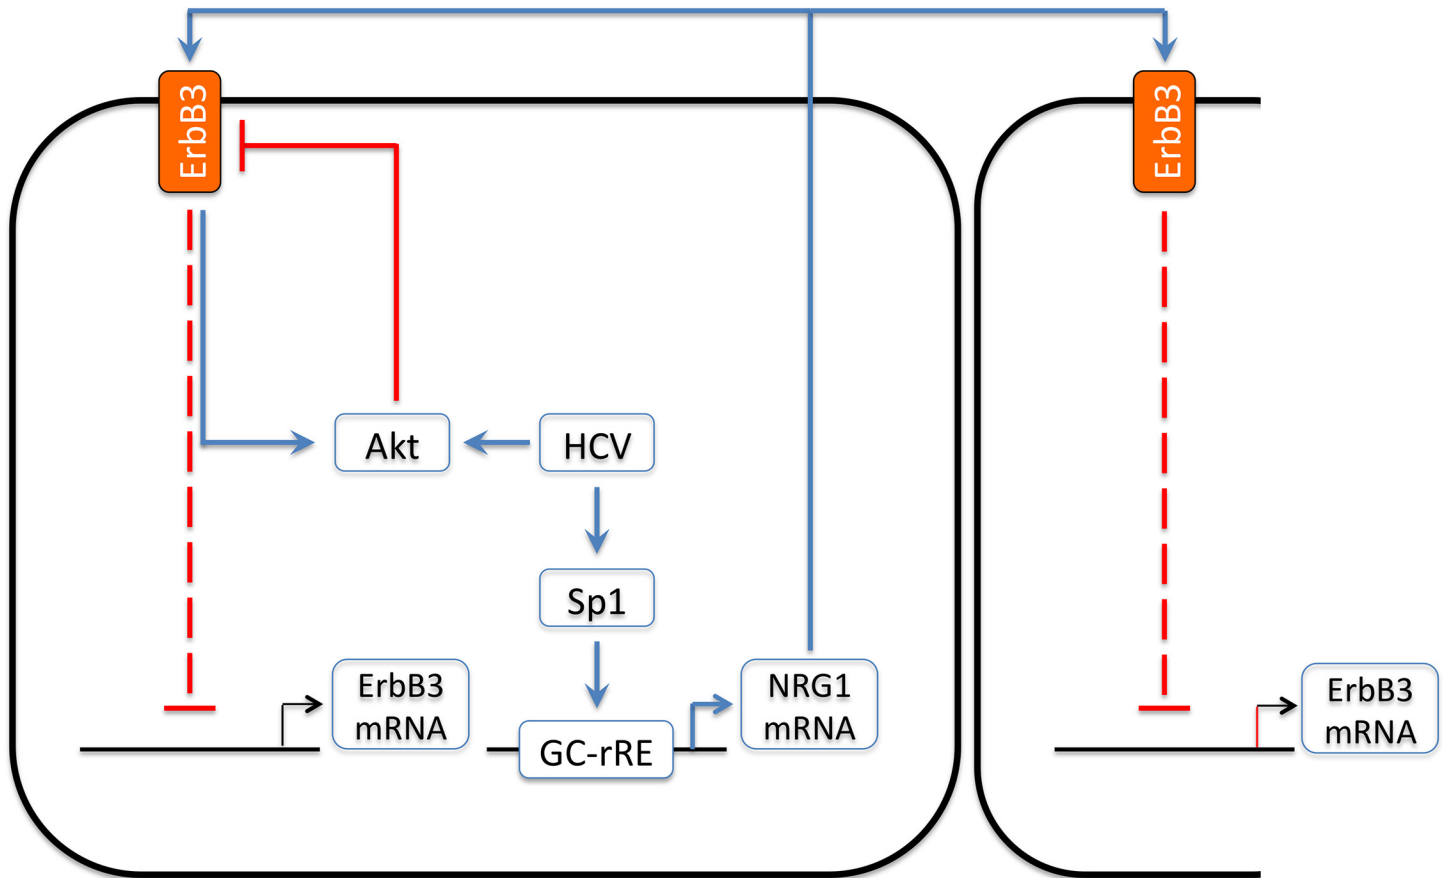 ErbB3
ErbB3
Akt
HCV
Sp1
ErbB3
mRNA
GC-rRE
NRG1
mRNA
ErbB3
mRNA